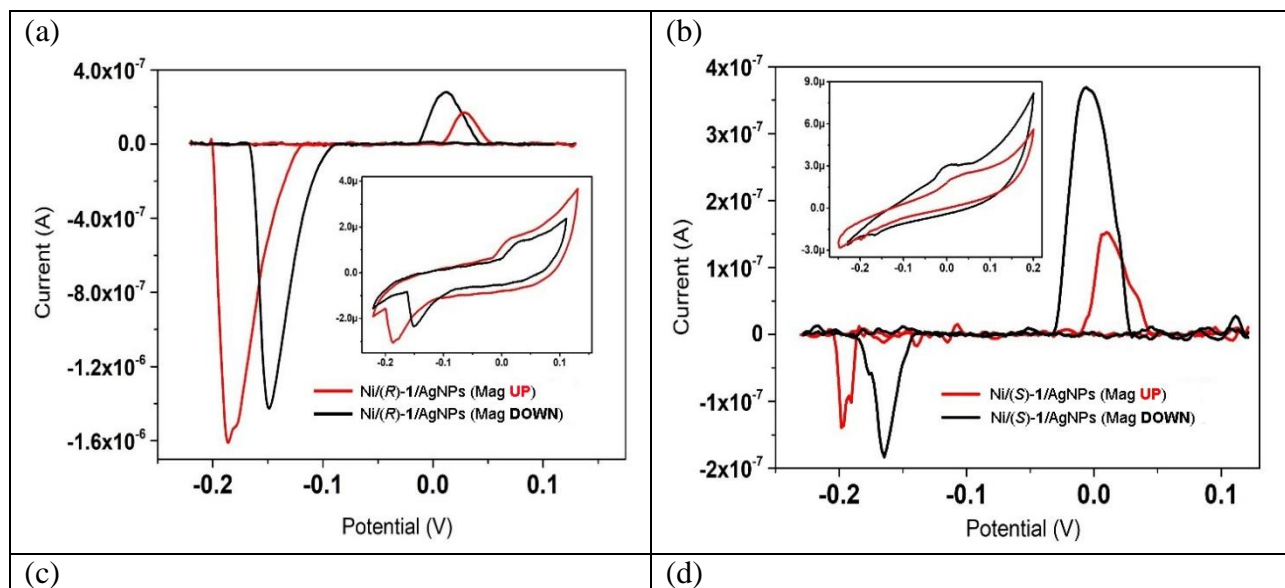 (a)
4.0x10⁻⁷
0.0
-4.0x10⁻⁷
-8.0x10⁻⁷
-1.2x10⁻⁶
-1.6x10⁻⁶
Current (A)
-0.2
-0.1
0.0
0.1
Potential (V)
4.0µ
2.0µ
0.0
-2.0µ
-0.2
-0.1
0.0
0.1
Ni/(R)-1/AgNPs (Mag UP)
Ni/(R)-1/AgNPs (Mag DOWN)
(b)
4x10⁻⁷
3x10⁻⁷
2x10⁻⁷
1x10⁻⁷
0
-1x10⁻⁷
-2x10⁻⁷
Current (A)
-0.2
-0.1
0.0
0.1
Potential (V)
9.0µ
6.0µ
3.0µ
0.0
-3.0µ
-0.2
-0.1
0.0
0.1
0.2
Ni/(S)-1/AgNPs (Mag UP)
Ni/(S)-1/AgNPs (Mag DOWN)
(c)
(d)